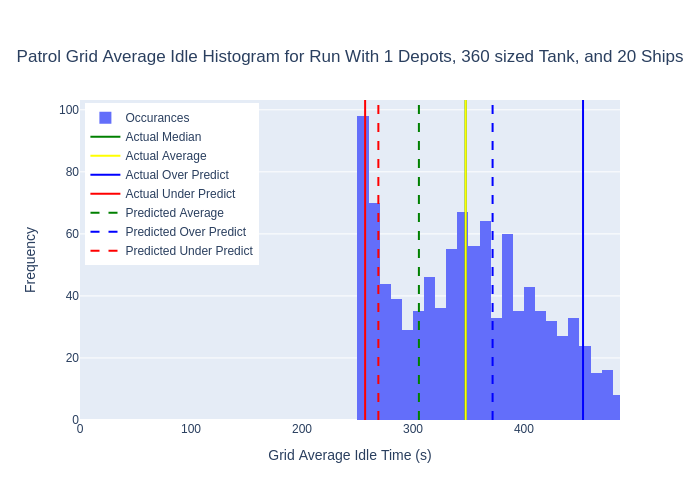 Patrol Grid Average Idle Histogram for Run With 1 Depots, 360 sized Tank, and 20 Ships
Occurances
Actual Median
Actual Average
Actual Over Predict
Actual Under Predict
Predicted Average
Predicted Over Predict
Predicted Under Predict
Frequency
100
80
60
40
20
0
0 100 200 300 400
Grid Average Idle Time (s)